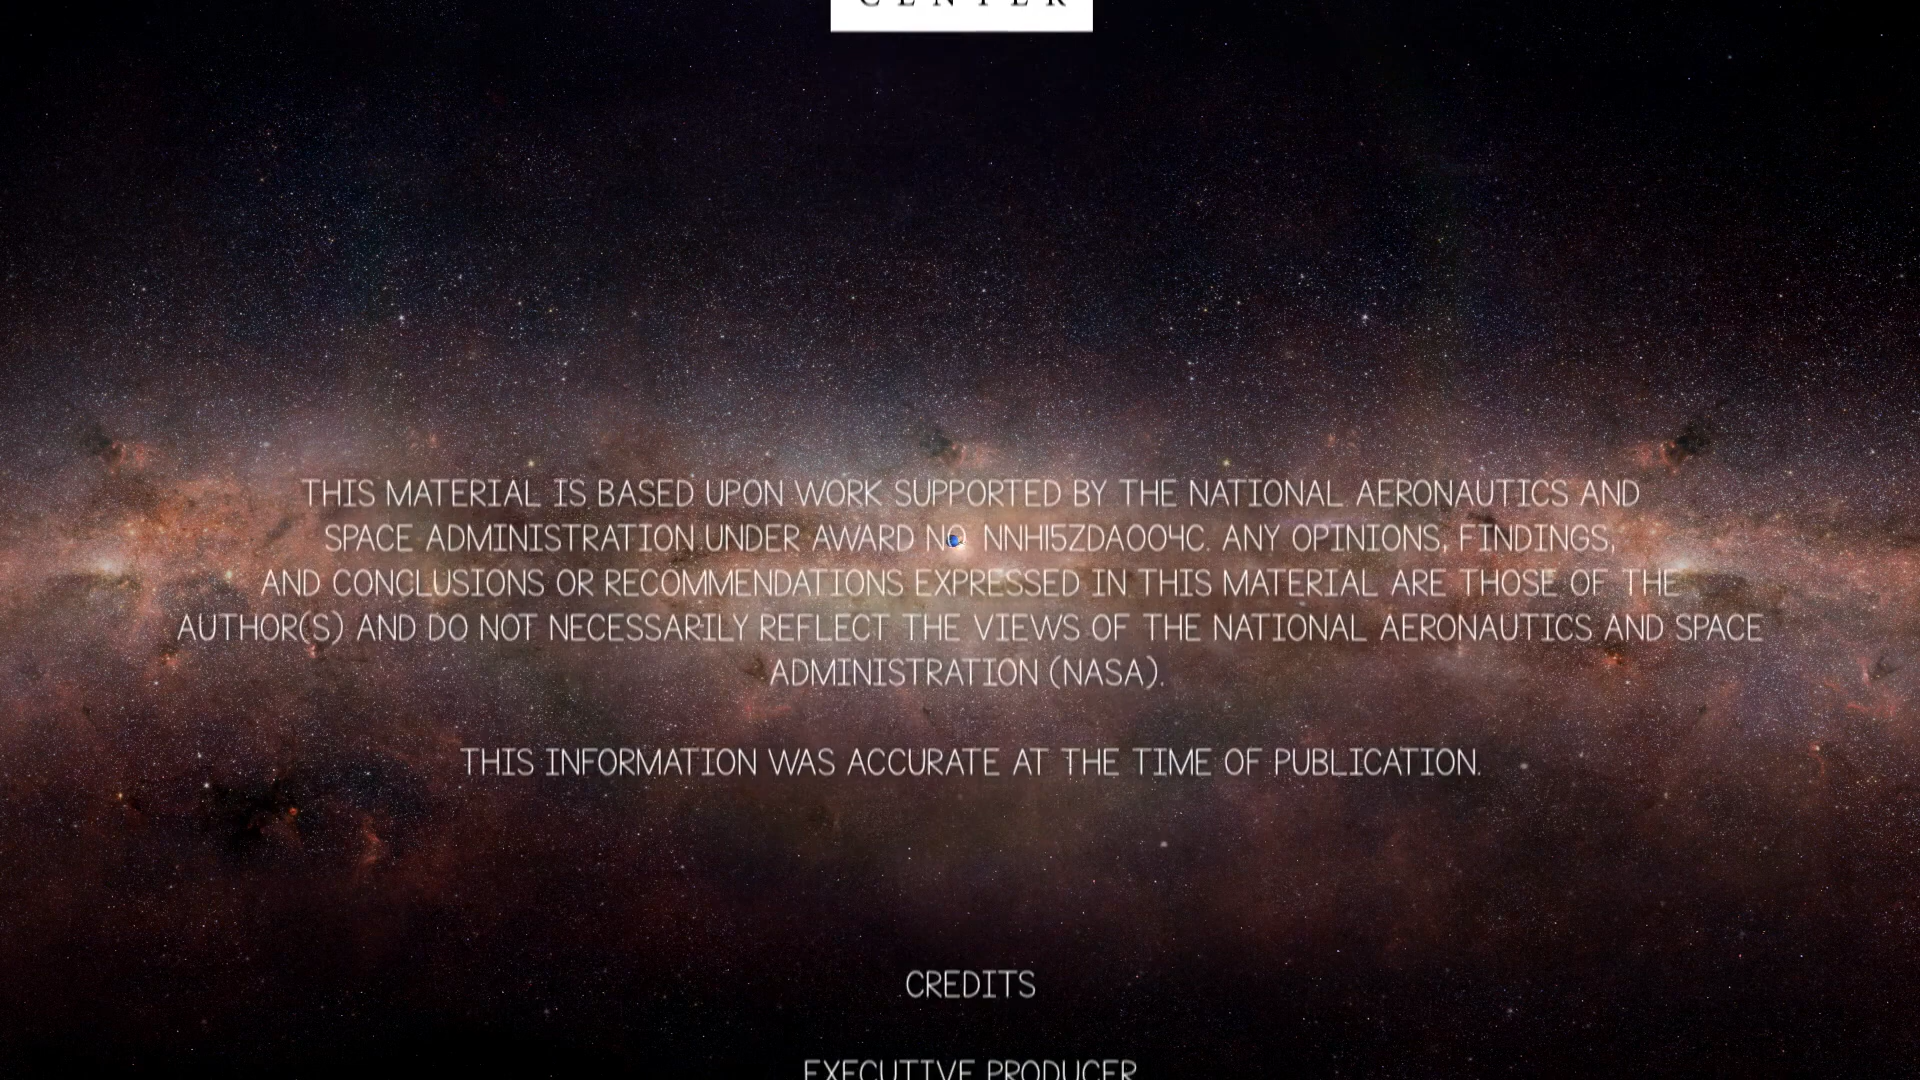 CENTER
THIS MATERIAL IS BASED UPON WORK SUPPORTED BY THE NATIONAL AERONAUTICS AND
SPACE ADMINISTRATION UNDER AWARD NO NNH15ZDA004C. ANY OPINIONS, FINDINGS,
AND CONCLUSIONS OR RECOMMENDATIONS EXPRESSED IN THIS MATERIAL ARE THOSE OF THE
AUTHOR(S) AND DO NOT NECESSARILY REFLECT THE VIEWS OF THE NATIONAL AERONAUTICS AND SPACE
ADMINISTRATION (NASA).
THIS INFORMATION WAS ACCURATE AT THE TIME OF PUBLICATION.
CREDITS
EXECUTIVE PRODUCER